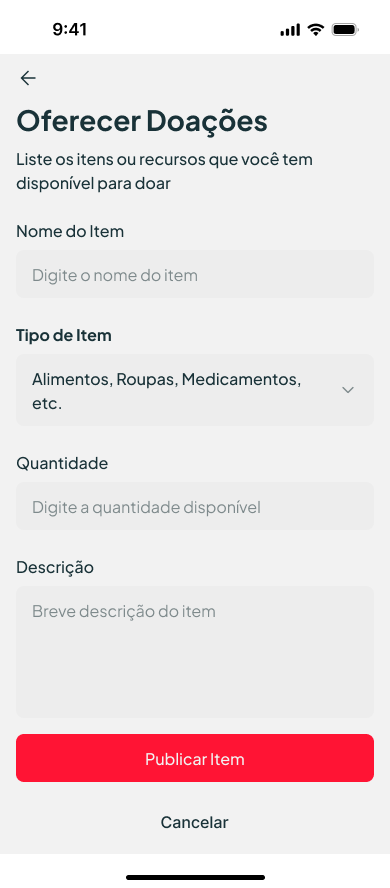 9:41
Oferecer Doações
Liste os itens ou recursos que você tem
disponível para doar
Nome do Item
Digite o nome do item
Tipo de Item
Alimentos, Roupas, Medicamentos,
etc.
Quantidade
Digite a quantidade disponível
Descrição
Breve descrição do item
Publicar Item
Cancelar